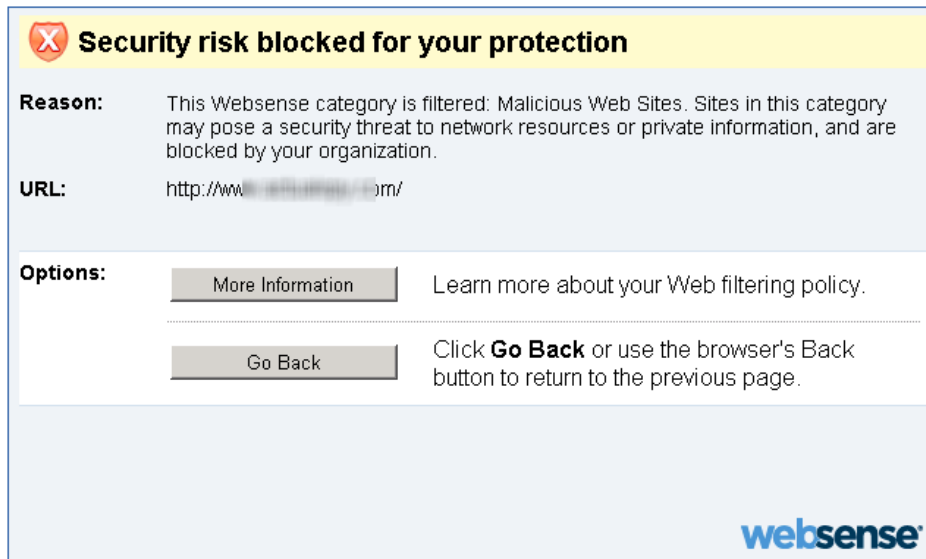 Security risk blocked for your protection
Reason:
This Websense category is filtered: Malicious Web Sites. Sites in this category
may pose a security threat to network resources or private information, and are
blocked by your organization.
URL:
http://ww om/
Options:
More Information
Learn more about your Web filtering policy.
Go Back
Click Go Back or use the browser's Back
button to return to the previous page.
websense